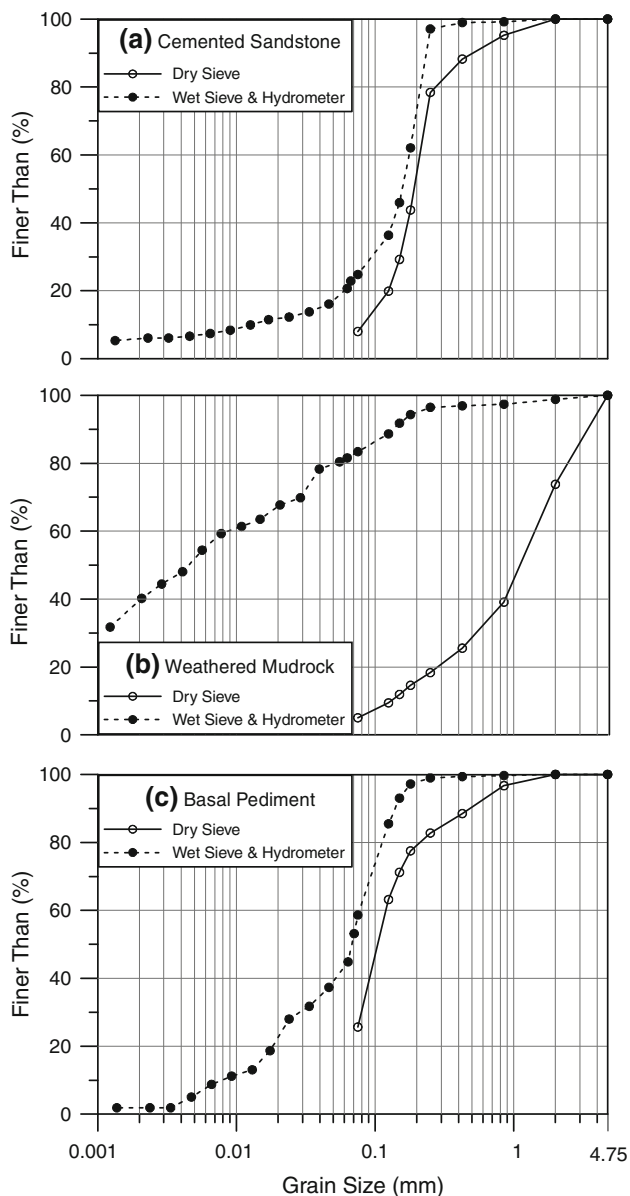 100
80
60
40
20
0
Finer Than (%)
(a) Cemented Sandstone
Dry Sieve
Wet Sieve & Hydrometer
100
80
60
40
20
0
Finer Than (%)
(b) Weathered Mudrock
Dry Sieve
Wet Sieve & Hydrometer
100
80
60
40
20
0
Finer Than (%)
(c) Basal Pediment
Dry Sieve
Wet Sieve & Hydrometer
0.001 0.01 0.1 1 4.75
Grain Size (mm)